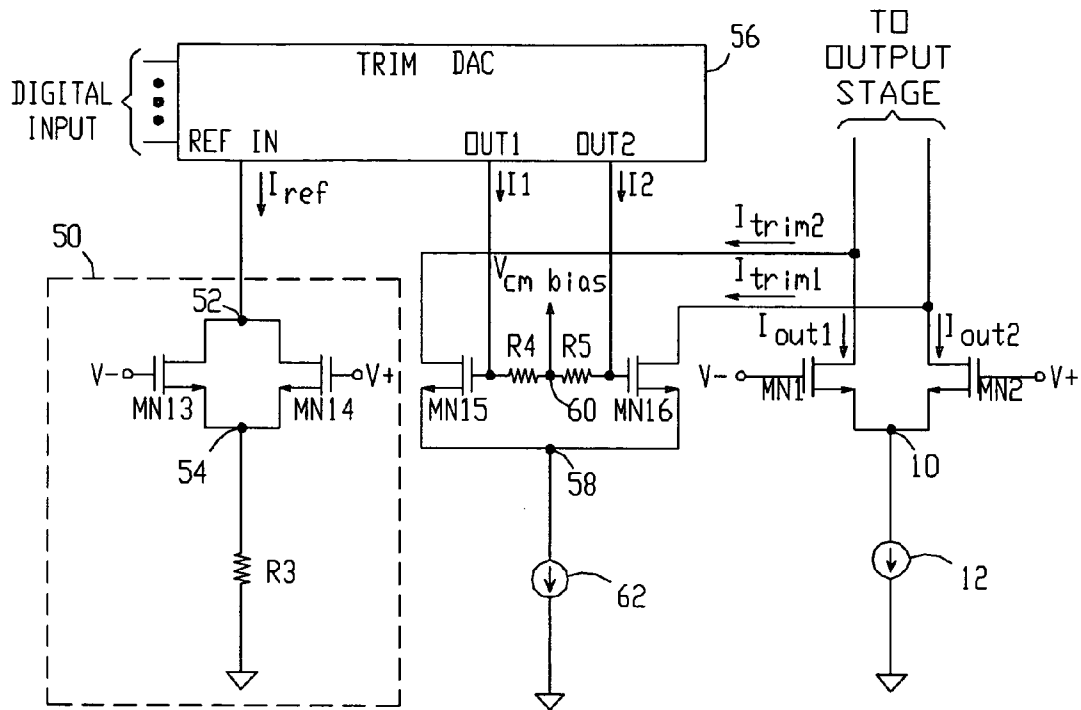 TO
OUTPUT
STAGE
56
TRIM DAC
DIGITAL
INPUT
REF IN
OUT1
OUT2
Iref
I1
I2
Itrim2
Itrim1
50
Vcm bias
52
Iout1
Iout2
R4
R5
V-
V+
MN13
MN14
MN15
60
MN16
V-
MN1
MN2
V+
54
58
10
R3
62
12